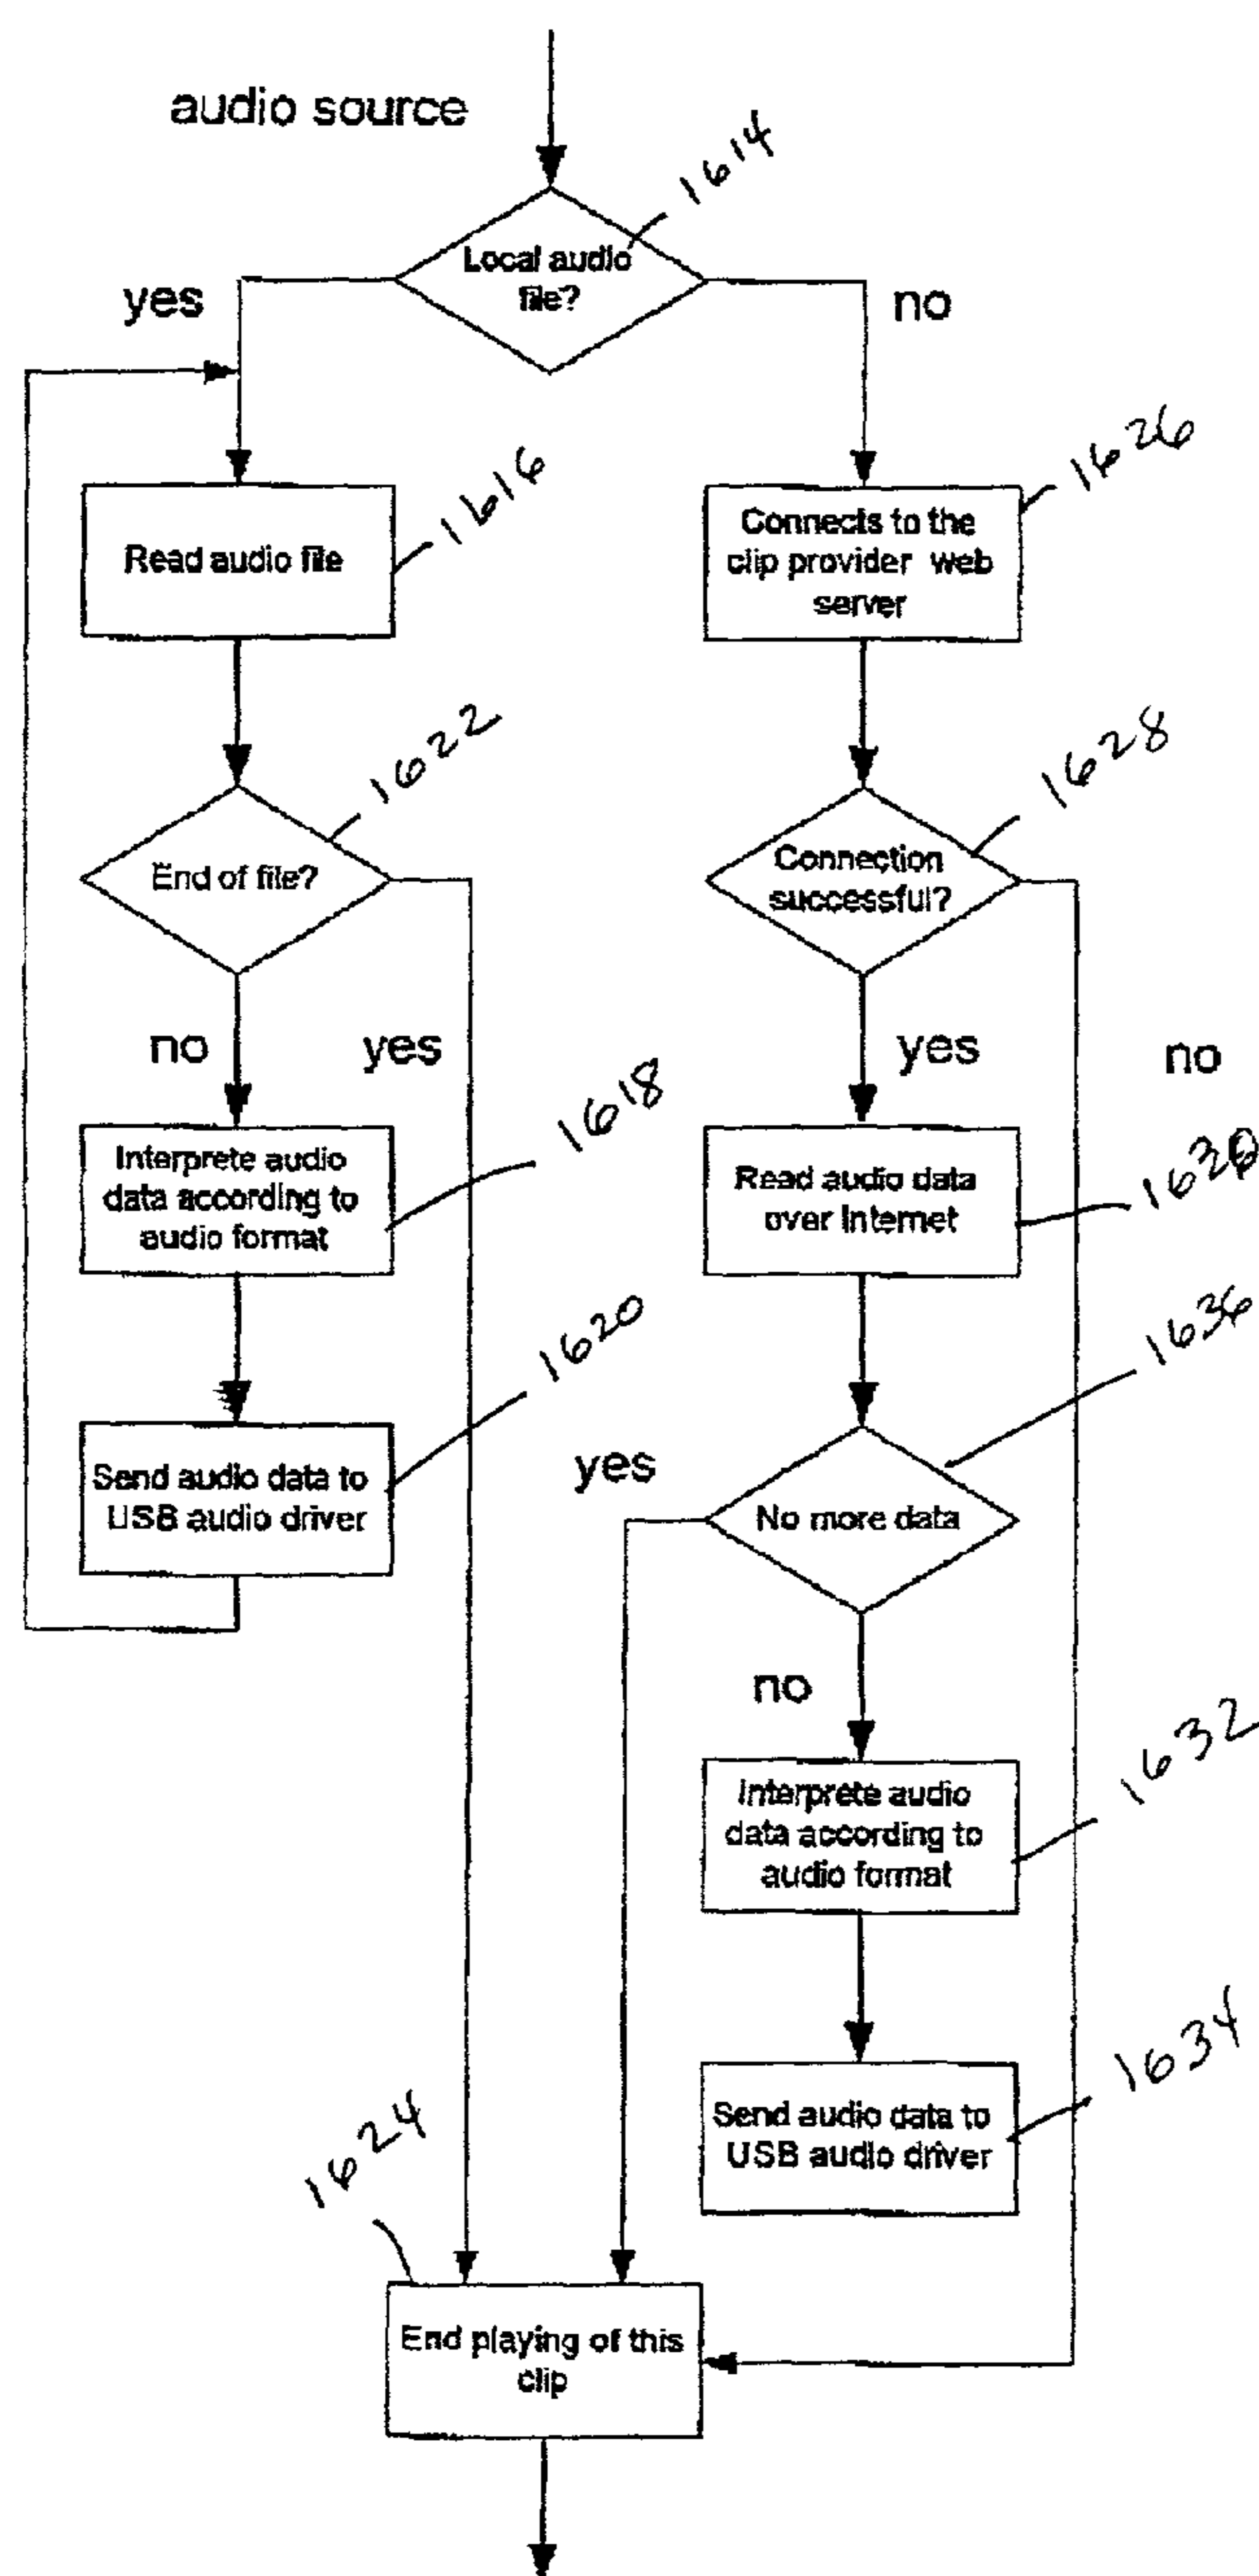 audio source
1614
Local audio
file?
yes
no
1616
1626
Read audio file
Connects to the
clip provider web
server
1622
1628
End of file?
Connection
successful?
no
yes
yes
no
1618
Interprete audio
data according to
audio format
Read audio data
over Internet
1620
1636
Send audio data to
USB audio driver
yes
No more data
no
1632
Interprete audio
data according to
audio format
1634
Send audio data to
USB audio driver
1624
End playing of this
clip